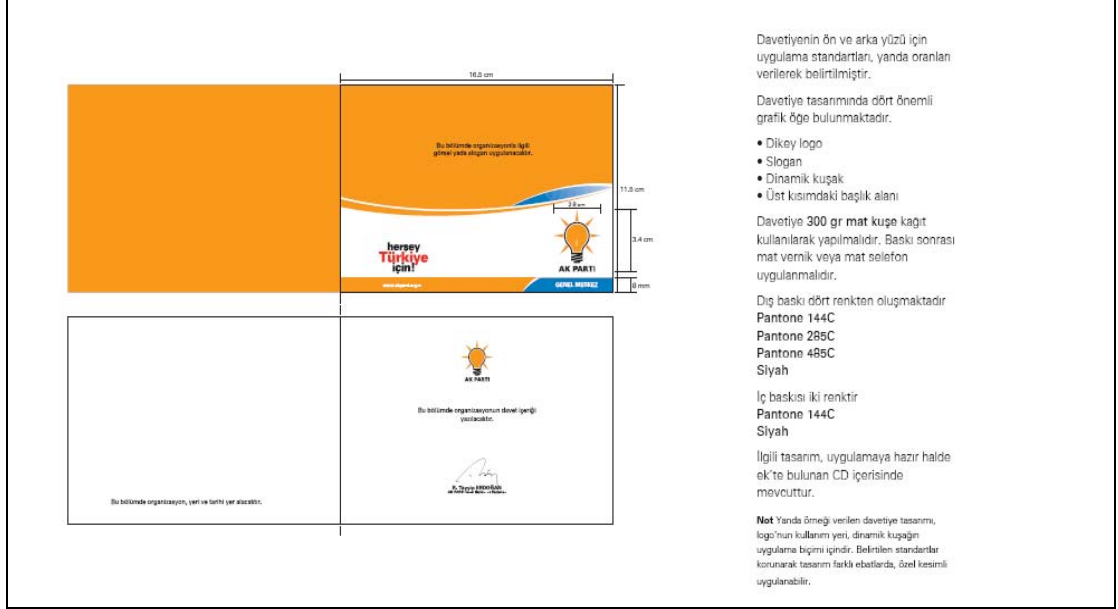 16.5 cm
Bu bölümde organizasyonla ilgili
görsel yada slogan uygulanacaktır.
11.5 cm
2.8 cm
3.4 cm
hersey
Türkiye
için!
AK PARTİ
GENEL MERKEZ
8 mm
AK PARTİ
Bu bölümde organizasyonun davet içeriği
yazılacaktır.
R. Tayyip ERDOĞAN
Bu bölümde organizasyon, yeri ve tarihi yer alacaktır.
Davetiyenin ön ve arka yüzü için
uygulama standartları, yanda oranları
verilerek belirtilmiştir.
Davetiye tasarımında dört önemli
grafik öğe bulunmaktadır.
• Dikey logo
• Slogan
• Dinamik kuşak
• Üst kısımdaki başlık alanı
Davetiye 300 gr mat kuşe kağıt
kullanılarak yapılmalıdır. Baskı sonrası
mat vernik veya mat selefon
uygulanmalıdır.
Dış baskı dört renkten oluşmaktadır
Pantone 144C
Pantone 285C
Pantone 485C
Siyah
İç baskısı iki renktir
Pantone 144C
Siyah
İlgili tasarım, uygulamaya hazır halde
ek'te bulunan CD içerisinde
mevcuttur.
Not Yanda örneği verilen davetiye tasarımı,
logo'nun kullanım yeri, dinamik kuşağın
uygulama biçimi içindir. Belirtilen standartlar
korunarak tasarım farklı ebatlarda, özel kesimli
uygulanabilir.